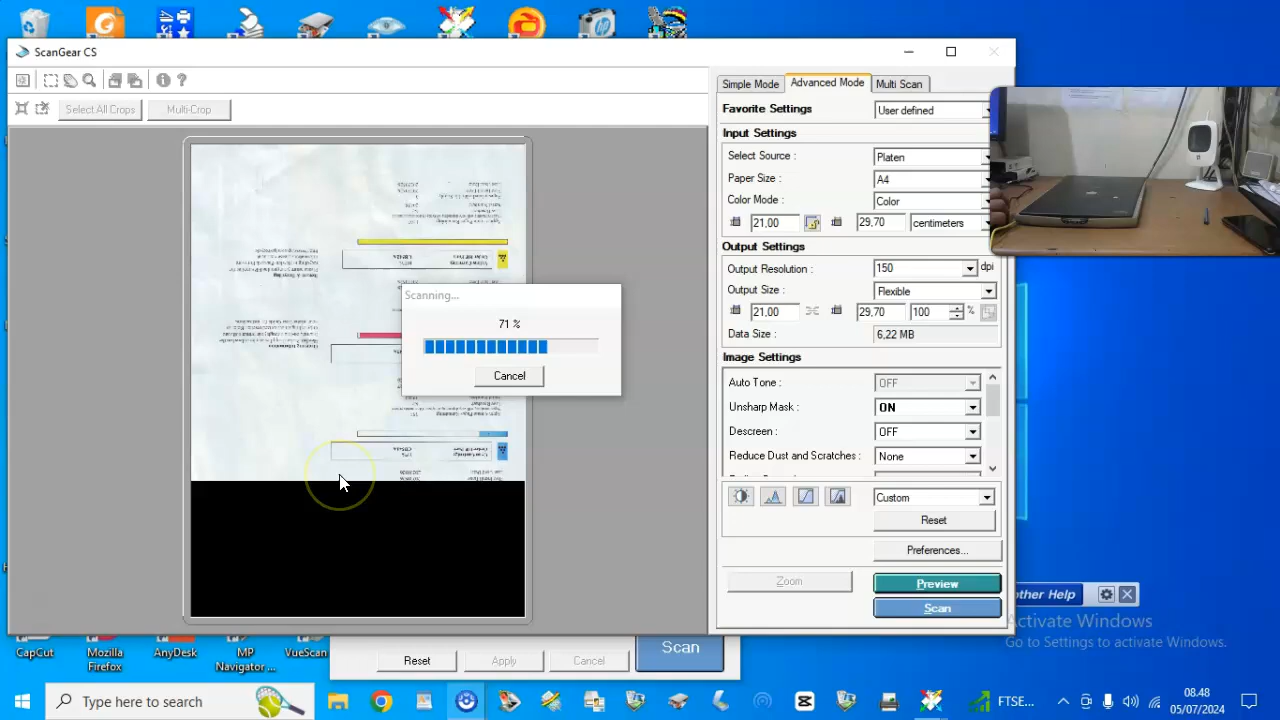 ScanGear CS
Select All Crops
Multi-Crop
Simple Mode
Advanced Mode
Multi Scan
Favorite Settings
User defined
Input Settings
Select Source :
Platen
Paper Size :
A4
Color Mode :
Color
21,00
29,70
centimeters
Output Settings
Output Resolution :
150
dpi
Output Size :
Flexible
21,00
29,70
100
%
Data Size :
6,22 MB
Image Settings
Auto Tone :
OFF
Unsharp Mask :
ON
Descreen :
OFF
Reduce Dust and Scratches :
None
Custom
Reset
Preferences...
Zoom
Preview
Scan
Scanning...
71 %
Cancel
other Help
Activate Windows
Go to Settings to activate Windows.
CapCut
Mozilla
Firefox
AnyDesk
MP
Navigator ...
VueScan
Reset
Apply
Cancel
Scan
Type here to search
FTSE...
08.48
05/07/2024